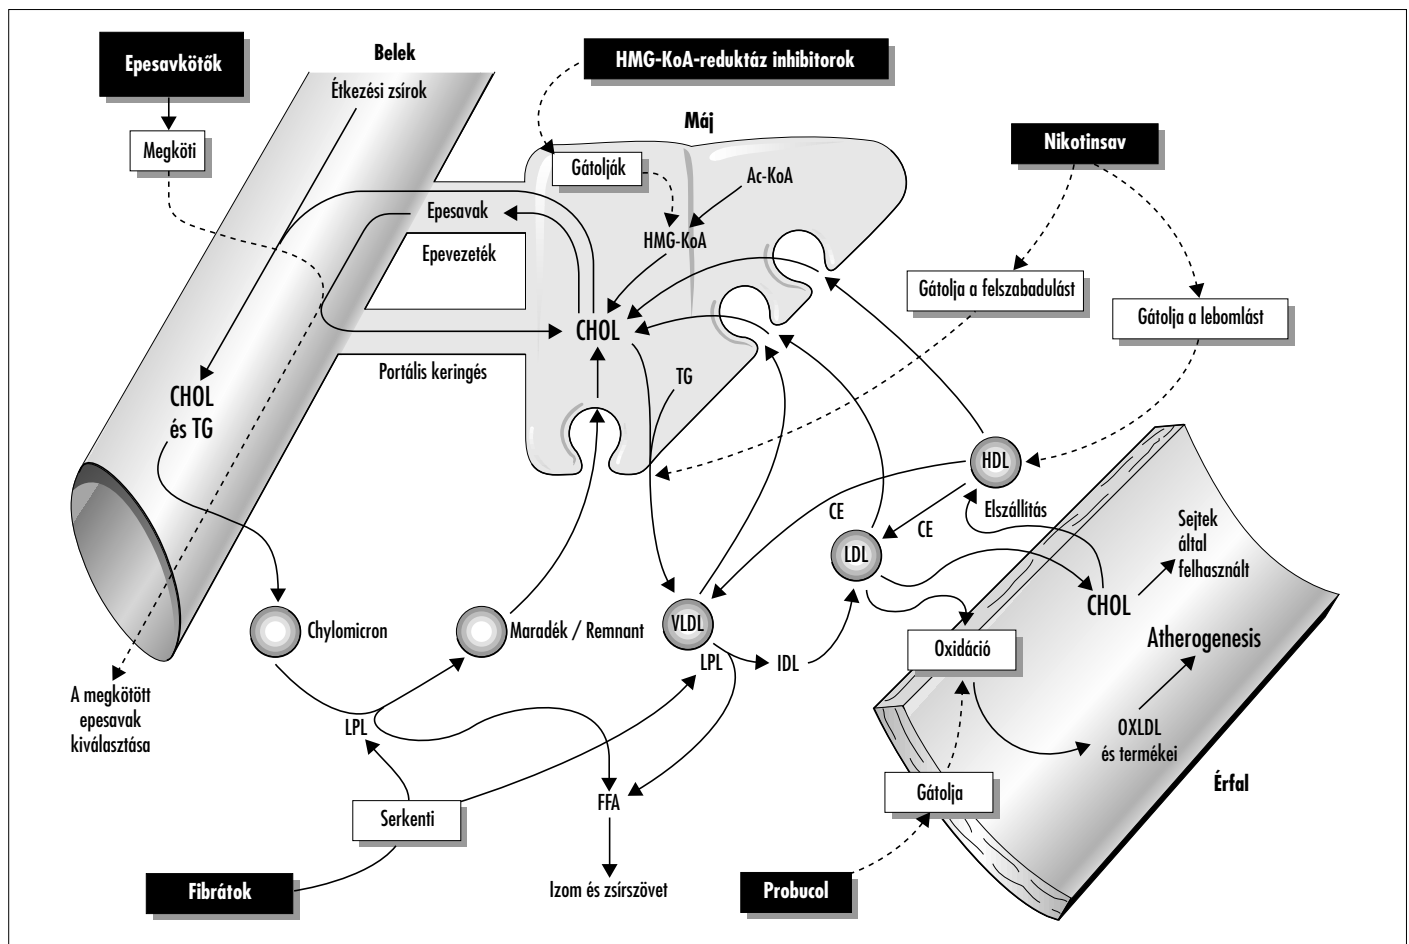 Epesavkötők
Belek
HMG-KoA-reduktáz inhibitorok
Étkezési zsírok
Máj
Nikotinsav
Megköti
Gátolják
Ac-KoA
Epesavak
HMG-KoA
Epevezeték
Gátolja a felszabadulást
Gátolja a lebomlást
CHOL
Portális keringés
TG
CHOL
és TG
HDL
Elszállítás
CE
CE
Sejtek
által
felhasznált
LDL
CHOL
Chylomicron
Maradék / Remnant
VLDL
LPL
IDL
Oxidáció
Atherogenesis
A megkötött
epesavak
kiválasztása
LPL
OXLDL
és termékei
Érfal
Gátolja
FFA
Serkenti
Fibrátok
Izom és zsírszövet
Probucol